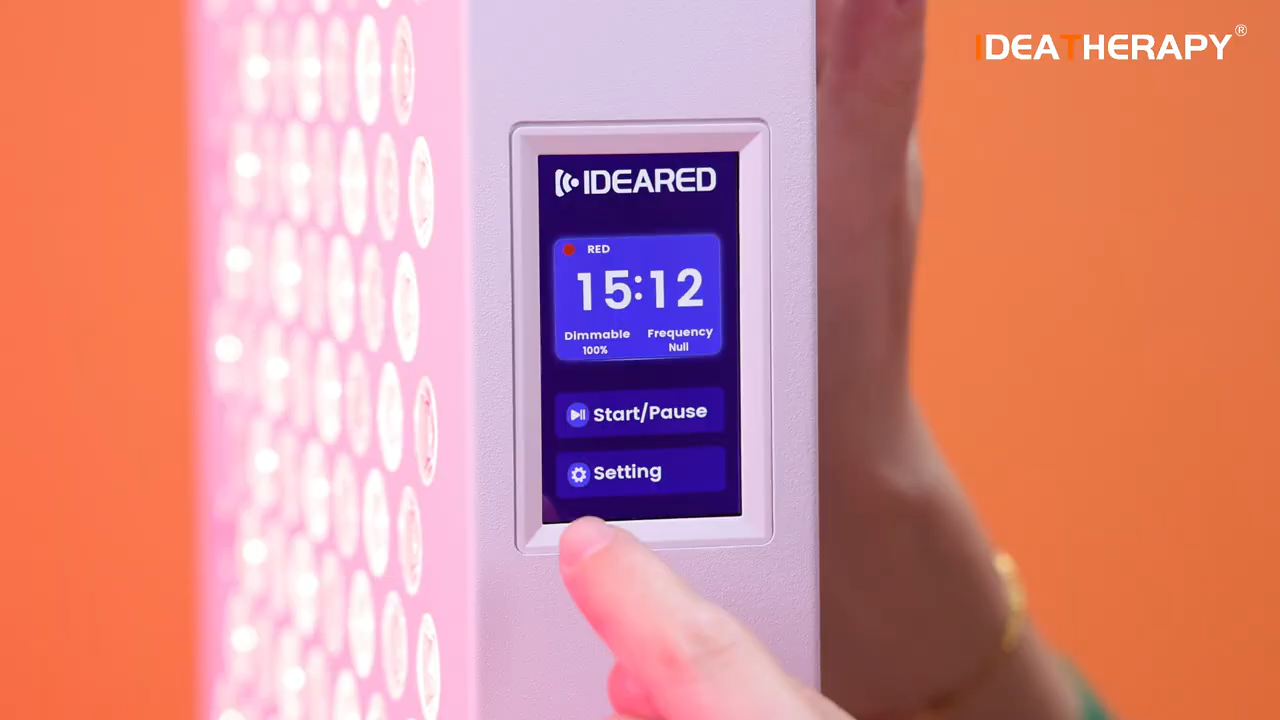 IDEATHERAPY®
IDEARED
RED
15:12
Dimmable Frequency
100% Null
Start/Pause
Setting